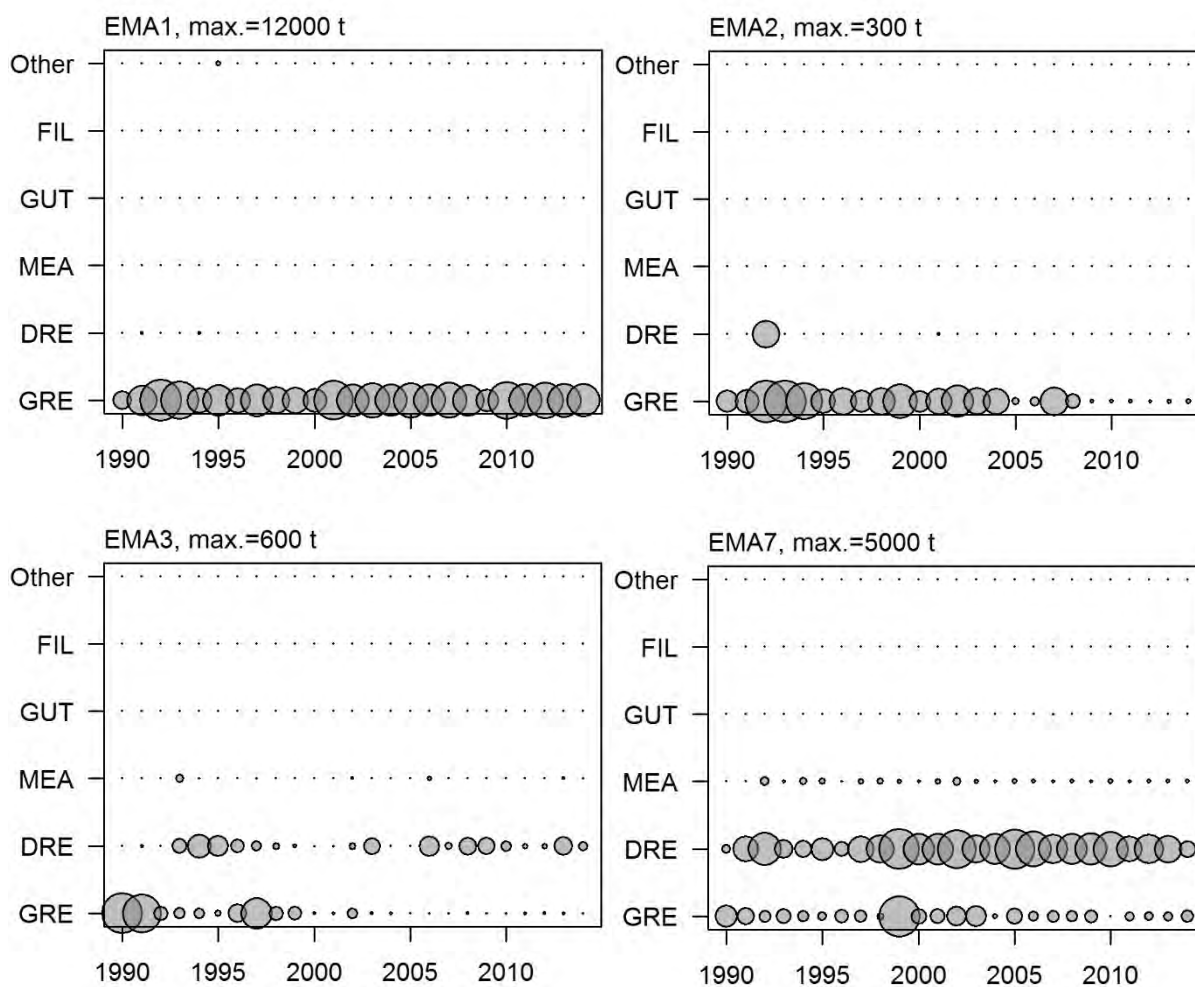 EMA1, max.=12000 t
Other
FIL
GUT
MEA
DRE
GRE
1990 1995 2000 2005 2010
EMA2, max.=300 t
Other
FIL
GUT
MEA
DRE
GRE
1990 1995 2000 2005 2010
EMA3, max.=600 t
Other
FIL
GUT
MEA
DRE
GRE
1990 1995 2000 2005 2010
EMA7, max.=5000 t
Other
FIL
GUT
MEA
DRE
GRE
1990 1995 2000 2005 2010